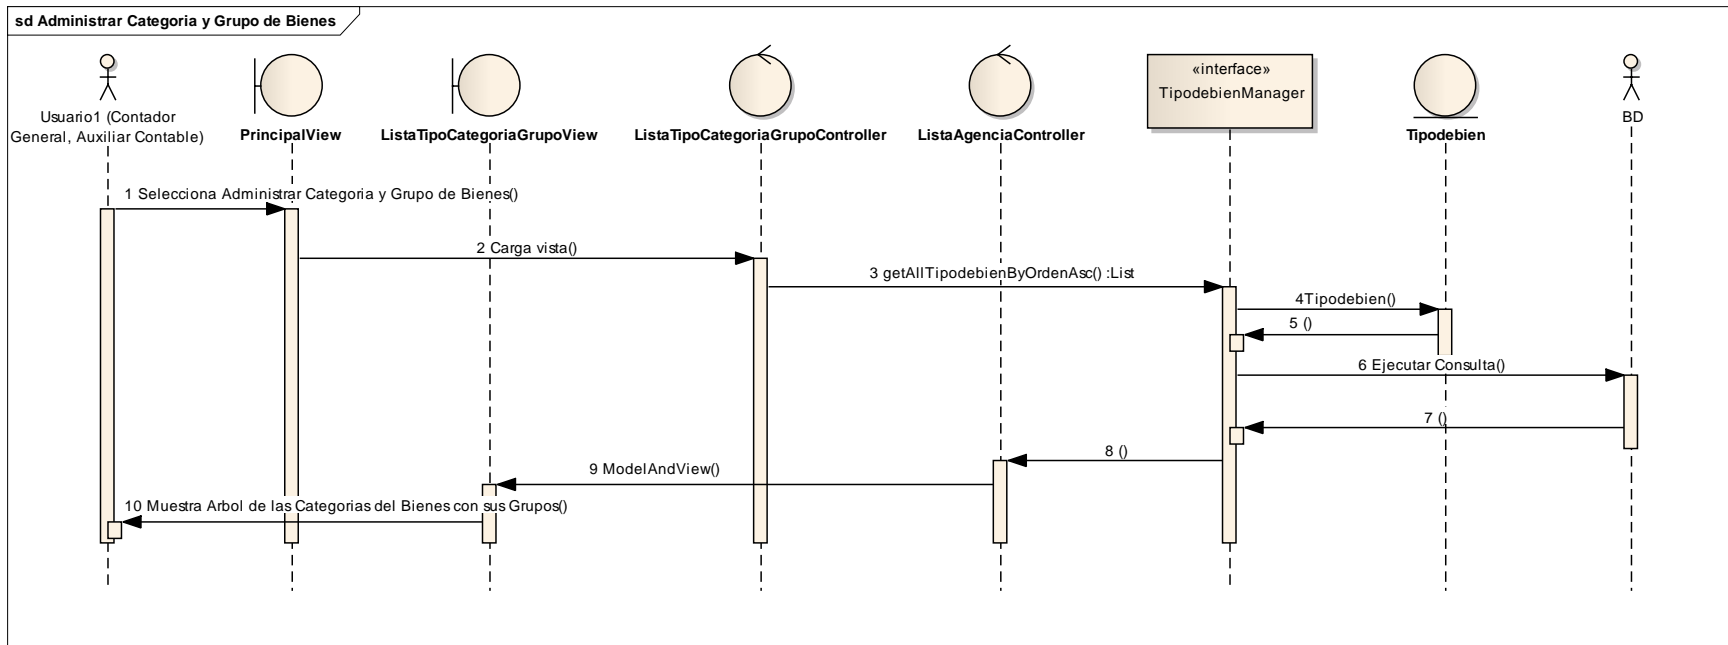 sd Administrar Categoria y Grupo de Bienes
Usuario1 (Contador
General, Auxiliar Contable)
PrincipalView
ListaTipoCategoriaGrupoView
ListaTipoCategoriaGrupoController
ListaAgenciaController
«interface»
TipodebienManager
Tipodebien
BD
1 Selecciona Administrar Categoria y Grupo de Bienes()
2 Carga vista()
3 getAllTipodebienByOrdenAsc() :List
4Tipodebien()
5 ()
6 Ejecutar Consulta()
7 ()
8 ()
9 ModelAndView()
10 Muestra Arbol de las Categorias del Bienes con sus Grupos()